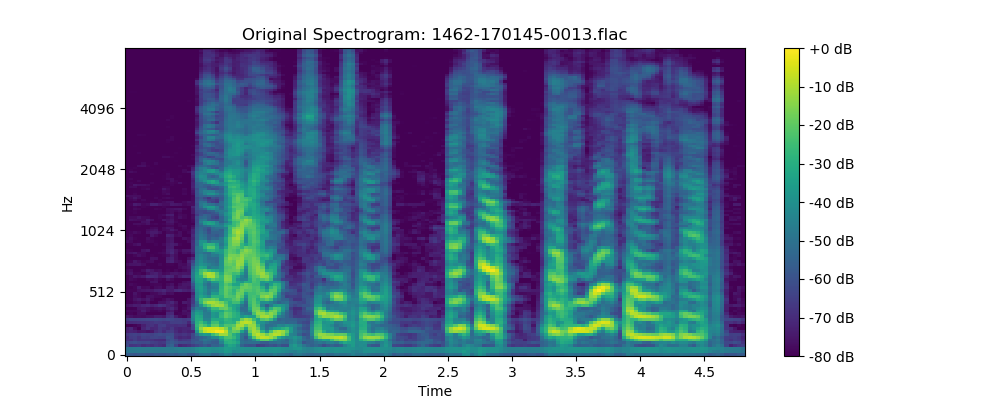 Original Spectrogram: 1462-170145-0013.flac
Hz
4096
2048
1024
512
0
0 0.5 1 1.5 2 2.5 3 3.5 4 4.5
Time
+0 dB
-10 dB
-20 dB
-30 dB
-40 dB
-50 dB
-60 dB
-70 dB
-80 dB